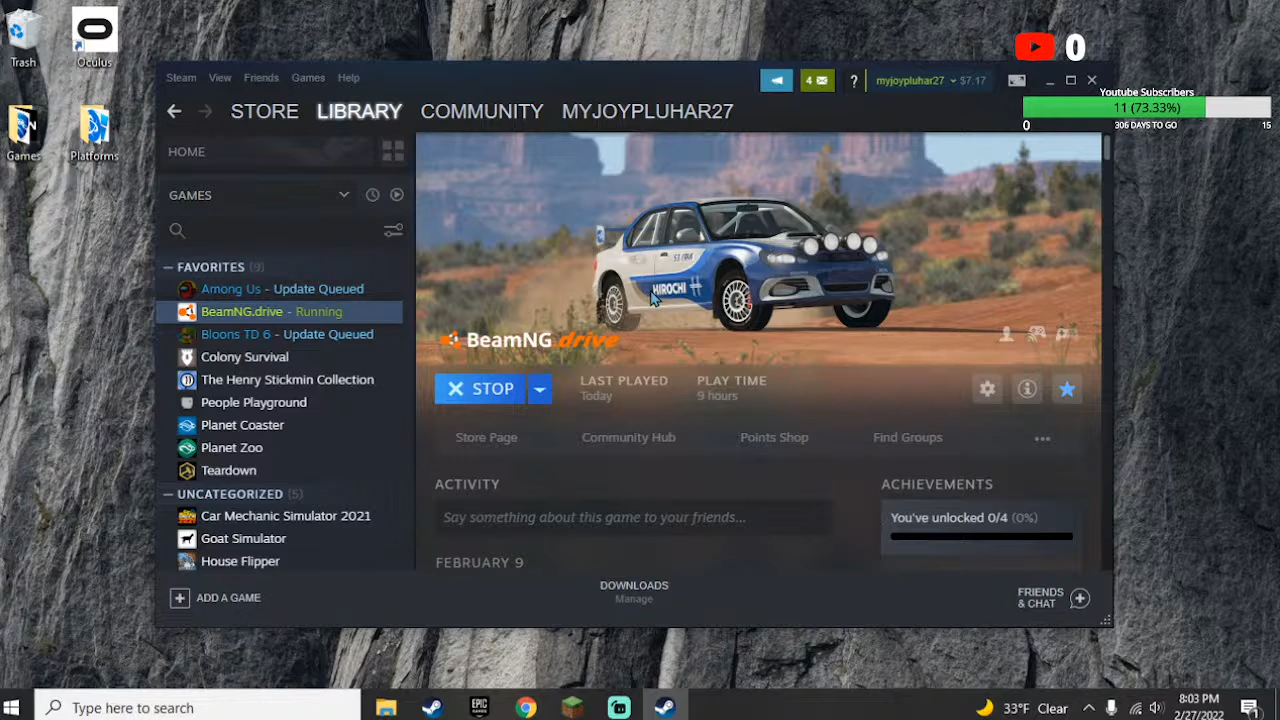 Trash
Oculus
Games
Platforms
0
Youtube Subscribers
11 (73.33%)
0
306 DAYS TO GO
15
Steam View Friends Games Help
4
?
myjoypluhar27
$7.17
STORE LIBRARY COMMUNITY MYJOYPLUHAR27
HOME
GAMES
FAVORITES (9)
Among Us - Update Queued
BeamNG.drive - Running
Bloons TD 6 - Update Queued
Colony Survival
The Henry Stickmin Collection
People Playground
Planet Coaster
Planet Zoo
Teardown
UNCATEGORIZED (5)
Car Mechanic Simulator 2021
Goat Simulator
House Flipper
HIROCHI
BeamNG.drive
STOP
LAST PLAYED
Today
PLAY TIME
9 hours
Store Page Community Hub Points Shop Find Groups
ACTIVITY
Say something about this game to your friends...
FEBRUARY 9
ACHIEVEMENTS
You've unlocked 0/4 (0%)
ADD A GAME
DOWNLOADS
Manage
FRIENDS
& CHAT
Type here to search
EPIC
GAMES
33°F Clear
8:03 PM
2/27/2022